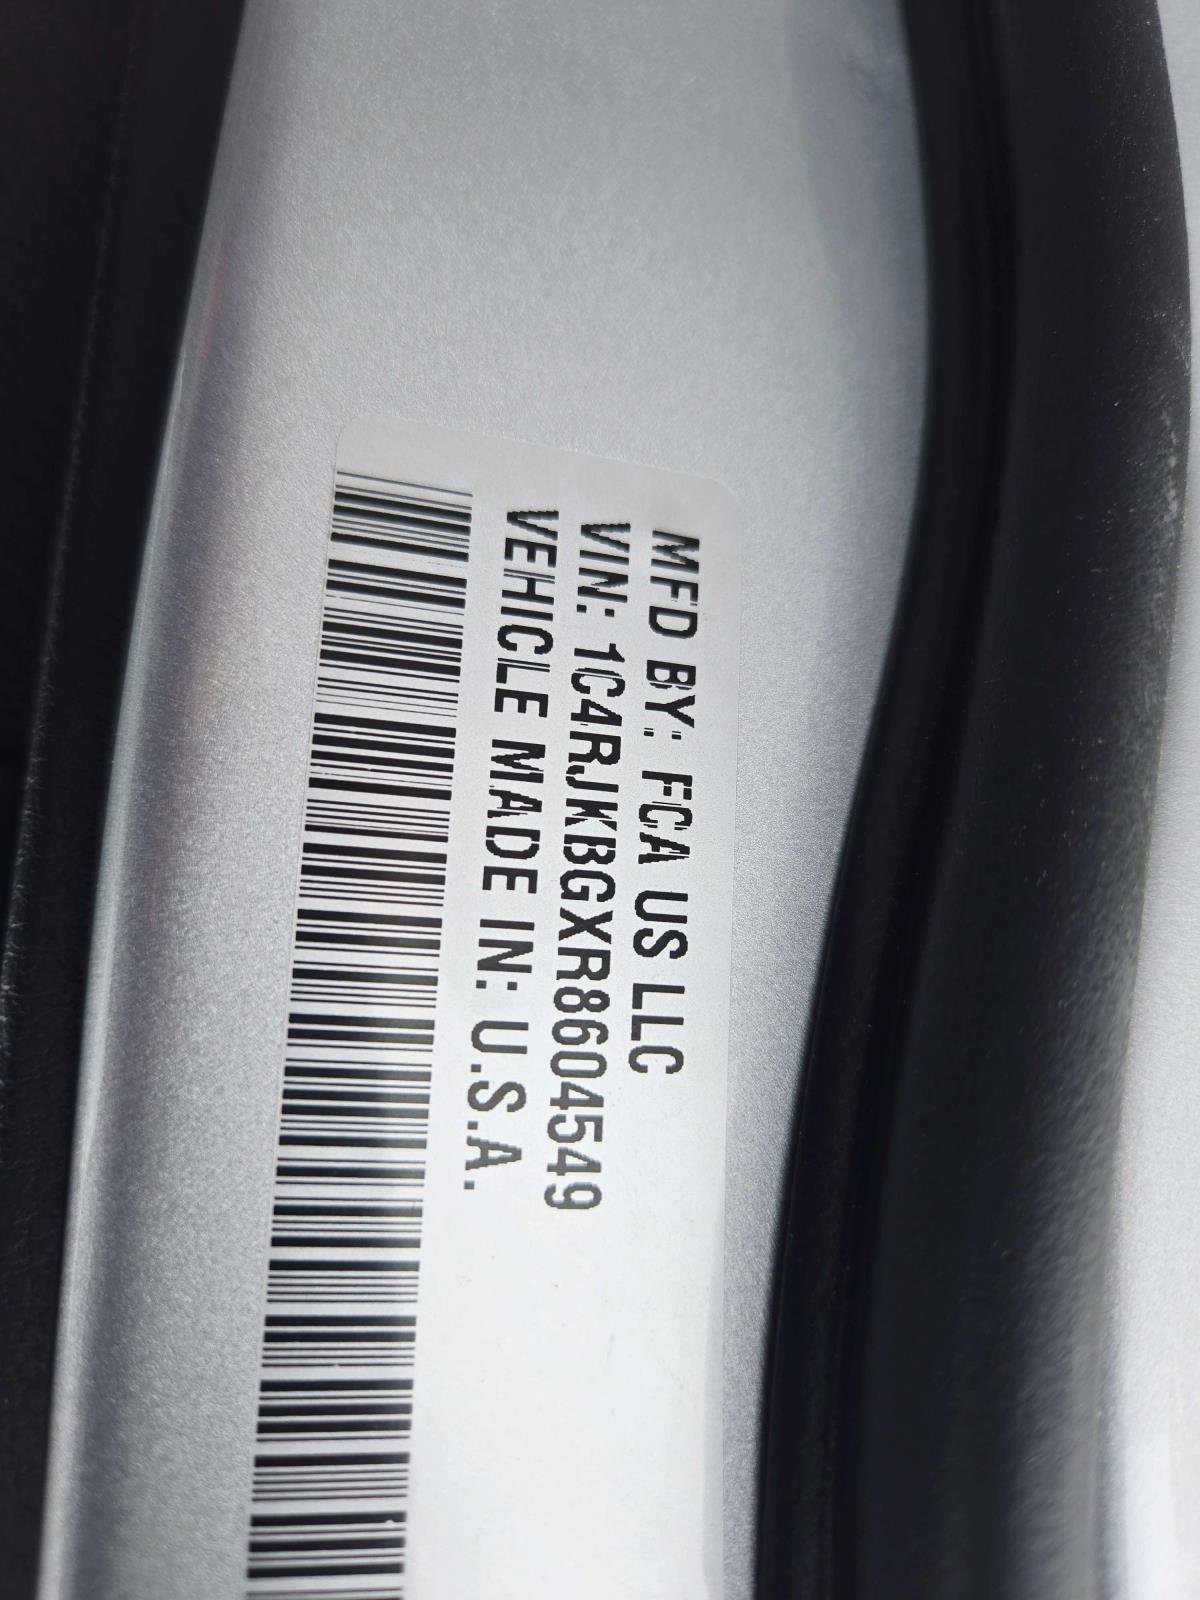 MFD BY: FCA US LLC
VIN: 1C4RJKBGXR8604549
VEHICLE MADE IN: U.S.A.